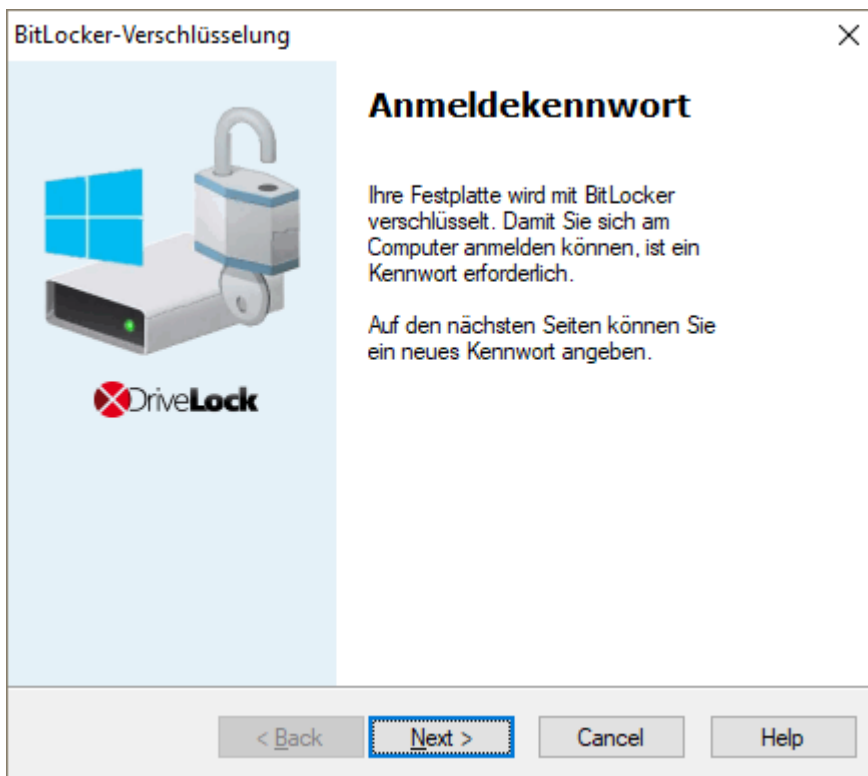 BitLocker-Verschlüsselung
Anmeldekennwort
Ihre Festplatte wird mit BitLocker
verschlüsselt. Damit Sie sich am
Computer anmelden können, ist ein
Kennwort erforderlich.
Auf den nächsten Seiten können Sie
ein neues Kennwort angeben.
DriveLock
< Back
Next >
Cancel
Help